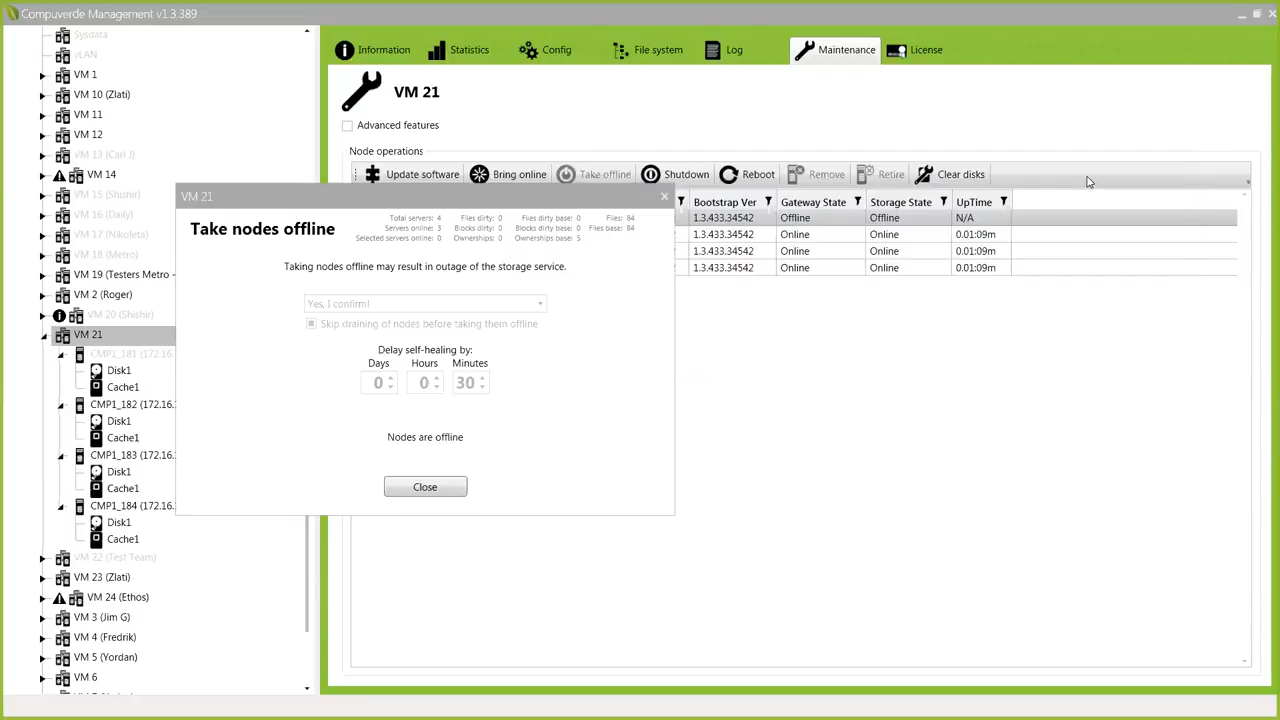 Compuverde Management v1.3.389
Sysdata
vLAN
VM 1
VM 10 (Zlati)
VM 11
VM 12
VM 13 (Carl J)
VM 14
VM 15 (Shishir)
VM 16 (Daily)
VM 17 (Nikoleta)
VM 18 (Metro)
VM 19 (Testers Metro -
VM 2 (Roger)
VM 20 (Shishir)
VM 21
CMP1_181 (172.16.
Disk1
Cache1
CMP1_182 (172.16.
Disk1
Cache1
CMP1_183 (172.16.
Disk1
Cache1
CMP1_184 (172.16.
Disk1
Cache1
VM 22 (Test Team)
VM 23 (Zlati)
VM 24 (Ethos)
VM 3 (Jim G)
VM 4 (Fredrik)
VM 5 (Yordan)
VM 6
Information Statistics Config File system Log Maintenance License
VM 21
Advanced features
Node operations
Update software Bring online Take offline Shutdown Reboot Remove Retire Clear disks
Bootstrap Ver Gateway State Storage State UpTime
1.3.433.34542 Offline Offline N/A
1.3.433.34542 Online Online 0.01:09m
1.3.433.34542 Online Online 0.01:09m
1.3.433.34542 Online Online 0.01:09m
VM 21
Take nodes offline
Total servers: 4 Files dirty: 0 Files dirty base: 0 Files: 84
Servers online: 3 Blocks dirty: 0 Blocks dirty base: 0 Files base: 84
Selected servers online: 0 Ownerships: 0 Ownerships base: 5
Taking nodes offline may result in outage of the storage service.
Yes, I confirm!
Skip draining of nodes before taking them offline
Delay self-healing by:
Days Hours Minutes
0 0 30
Nodes are offline
Close